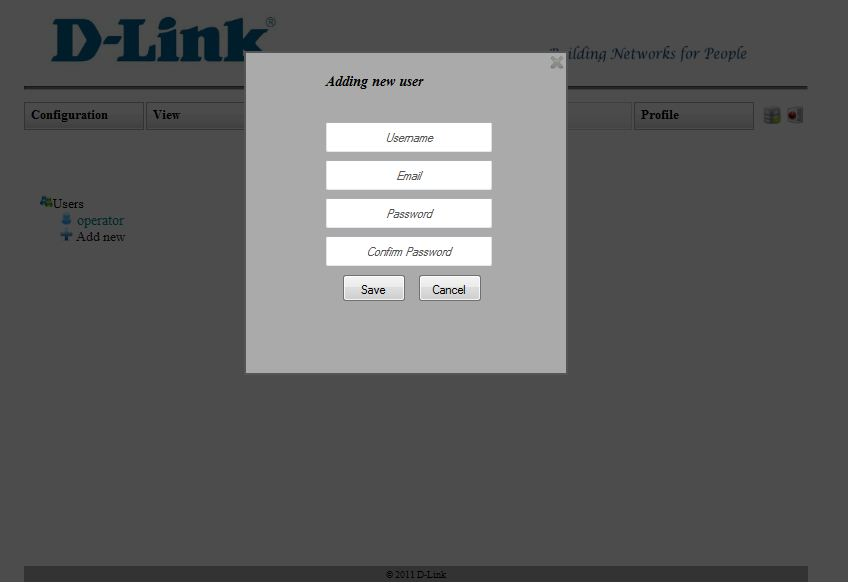 D-Link®
ilding Networks for People
Adding new user
Configuration
View
Profile
Username
Email
Users
Password
operator
Add new
Confirm Password
Save
Cancel
© 2011 D-Link